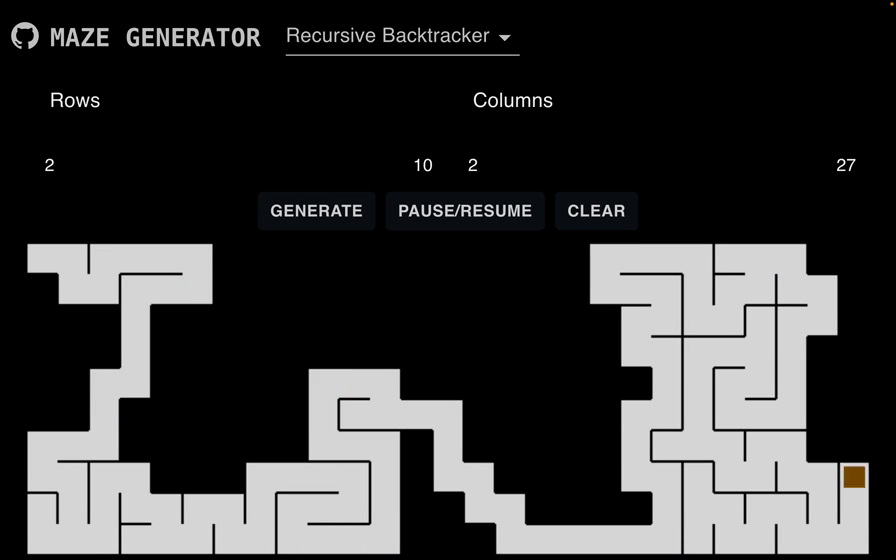 MAZE GENERATOR Recursive Backtracker
Rows Columns
2 10 2 27
GENERATE PAUSE/RESUME CLEAR